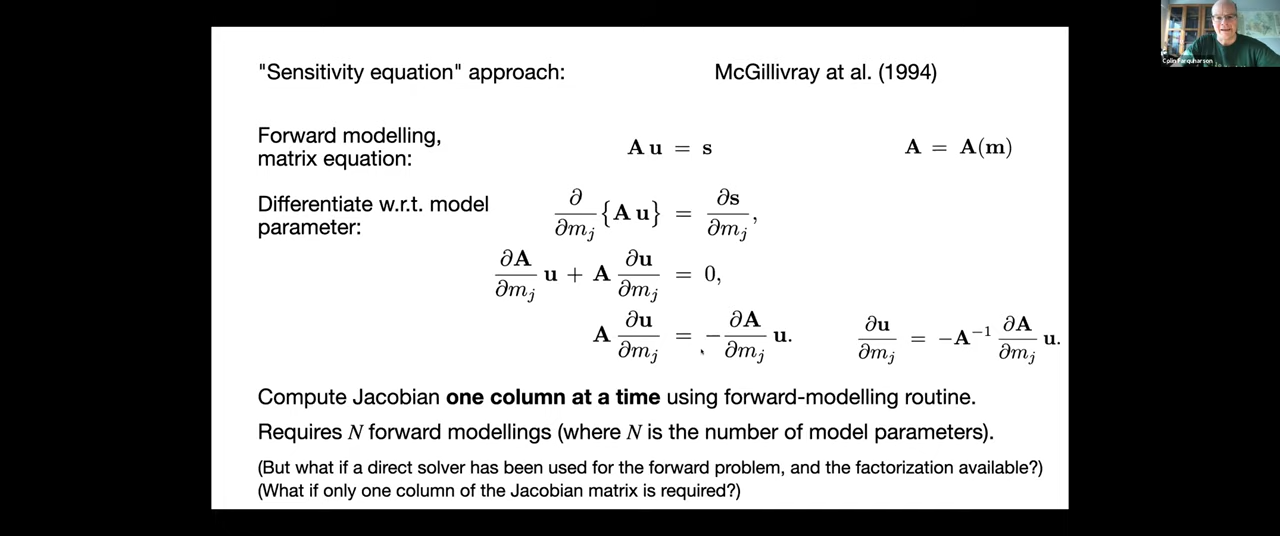 Colin Farquharson
"Sensitivity equation" approach: McGillivray at al. (1994)
Forward modelling,
matrix equation: A u = s A = A(m)
Differentiate w.r.t. model
parameter: ∂/∂m_j {A u} = ∂s/∂m_j,
∂A/∂m_j u + A ∂u/∂m_j = 0,
A ∂u/∂m_j = −∂A/∂m_j u. ∂u/∂m_j = −A⁻¹ ∂A/∂m_j u.
Compute Jacobian one column at a time using forward-modelling routine.
Requires N forward modellings (where N is the number of model parameters).
(But what if a direct solver has been used for the forward problem, and the factorization available?)
(What if only one column of the Jacobian matrix is required?)